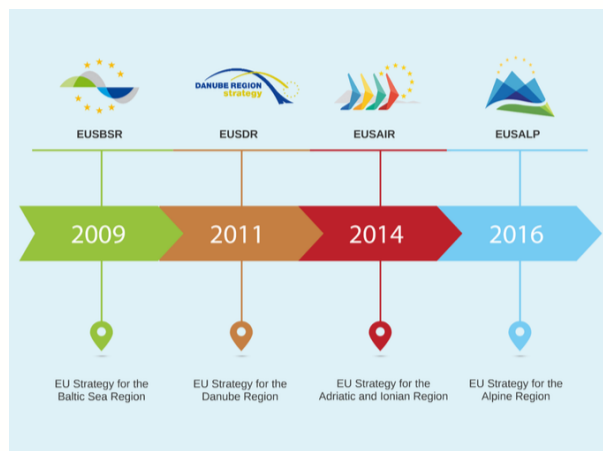 DANUBE REGION
strategy
EUSBSR
EUSDR
EUSAIR
EUSALP
2009
2011
2014
2016
EU Strategy for the
Baltic Sea Region
EU Strategy for the
Danube Region
EU Strategy for the
Adriatic and Ionian Region
EU Strategy for the
Alpine Region